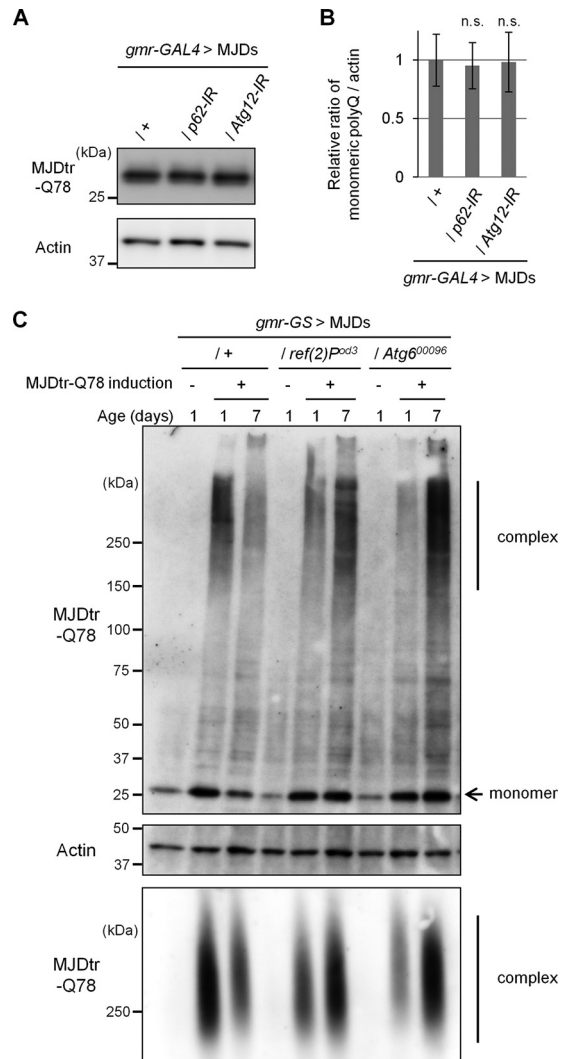 A
gmr-GAL4 > MJDs
/ +
/ p62-IR
/ Atg12-IR
(kDa)
MJDtr
-Q78
25
Actin
37
B
n.s. n.s.
Relative ratio of
monomeric polyQ / actin
1
0.5
0
/ +
/ p62-IR
/ Atg12-IR
gmr-GAL4 > MJDs
C
gmr-GS > MJDs
/ + / ref(2)Pod3 / Atg600096
MJDtr-Q78 induction - + - + - +
Age (days) 1 1 7 1 1 7 1 1 7
(kDa)
250
150
100
75
50
37
25
MJDtr
-Q78
complex
monomer
Actin
50
37
(kDa)
MJDtr
-Q78
250
complex